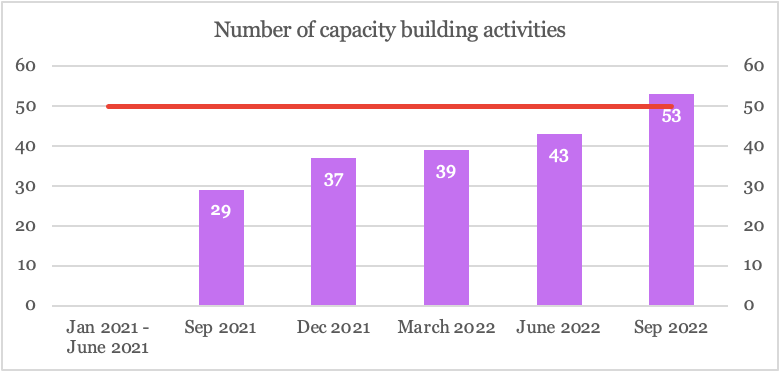 Number of capacity building activities
60 60
50 50
53
40 43 40
39
37
30 30
29
20 20
10 10
0 0
Jan 2021 - Sep 2021 Dec 2021 March 2022 June 2022 Sep 2022
June 2021